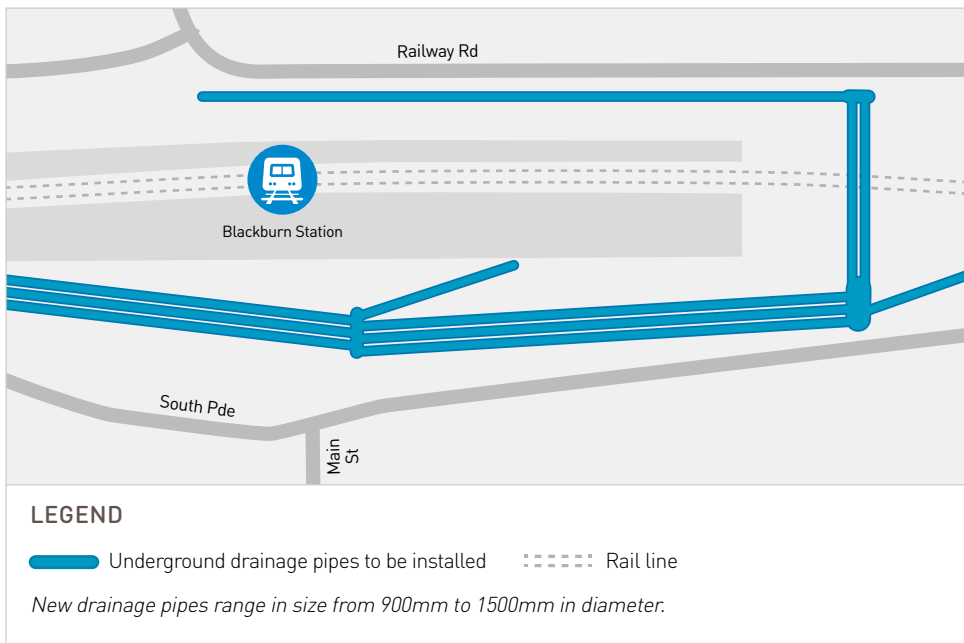 Railway Rd
Blackburn Station
South Pde
Main
St
LEGEND
Underground drainage pipes to be installed
Rail line
New drainage pipes range in size from 900mm to 1500mm in diameter.